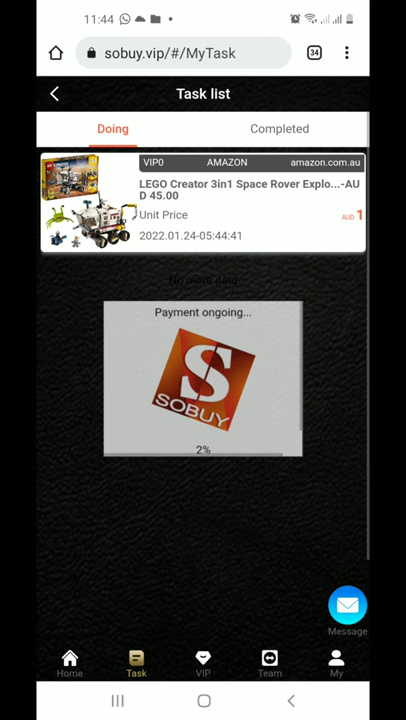 11:44
sobuy.vip/#/MyTask
34
Task list
Doing
Completed
VIP0 AMAZON amazon.com.au
LEGO Creator 3in1 Space Rover Explo...-AU
D 45.00
Unit Price
AUD 1
2022.01.24-05:44:41
No more data
Payment ongoing...
S
SOBUY
2%
Message
Home
Task
VIP
Team
My